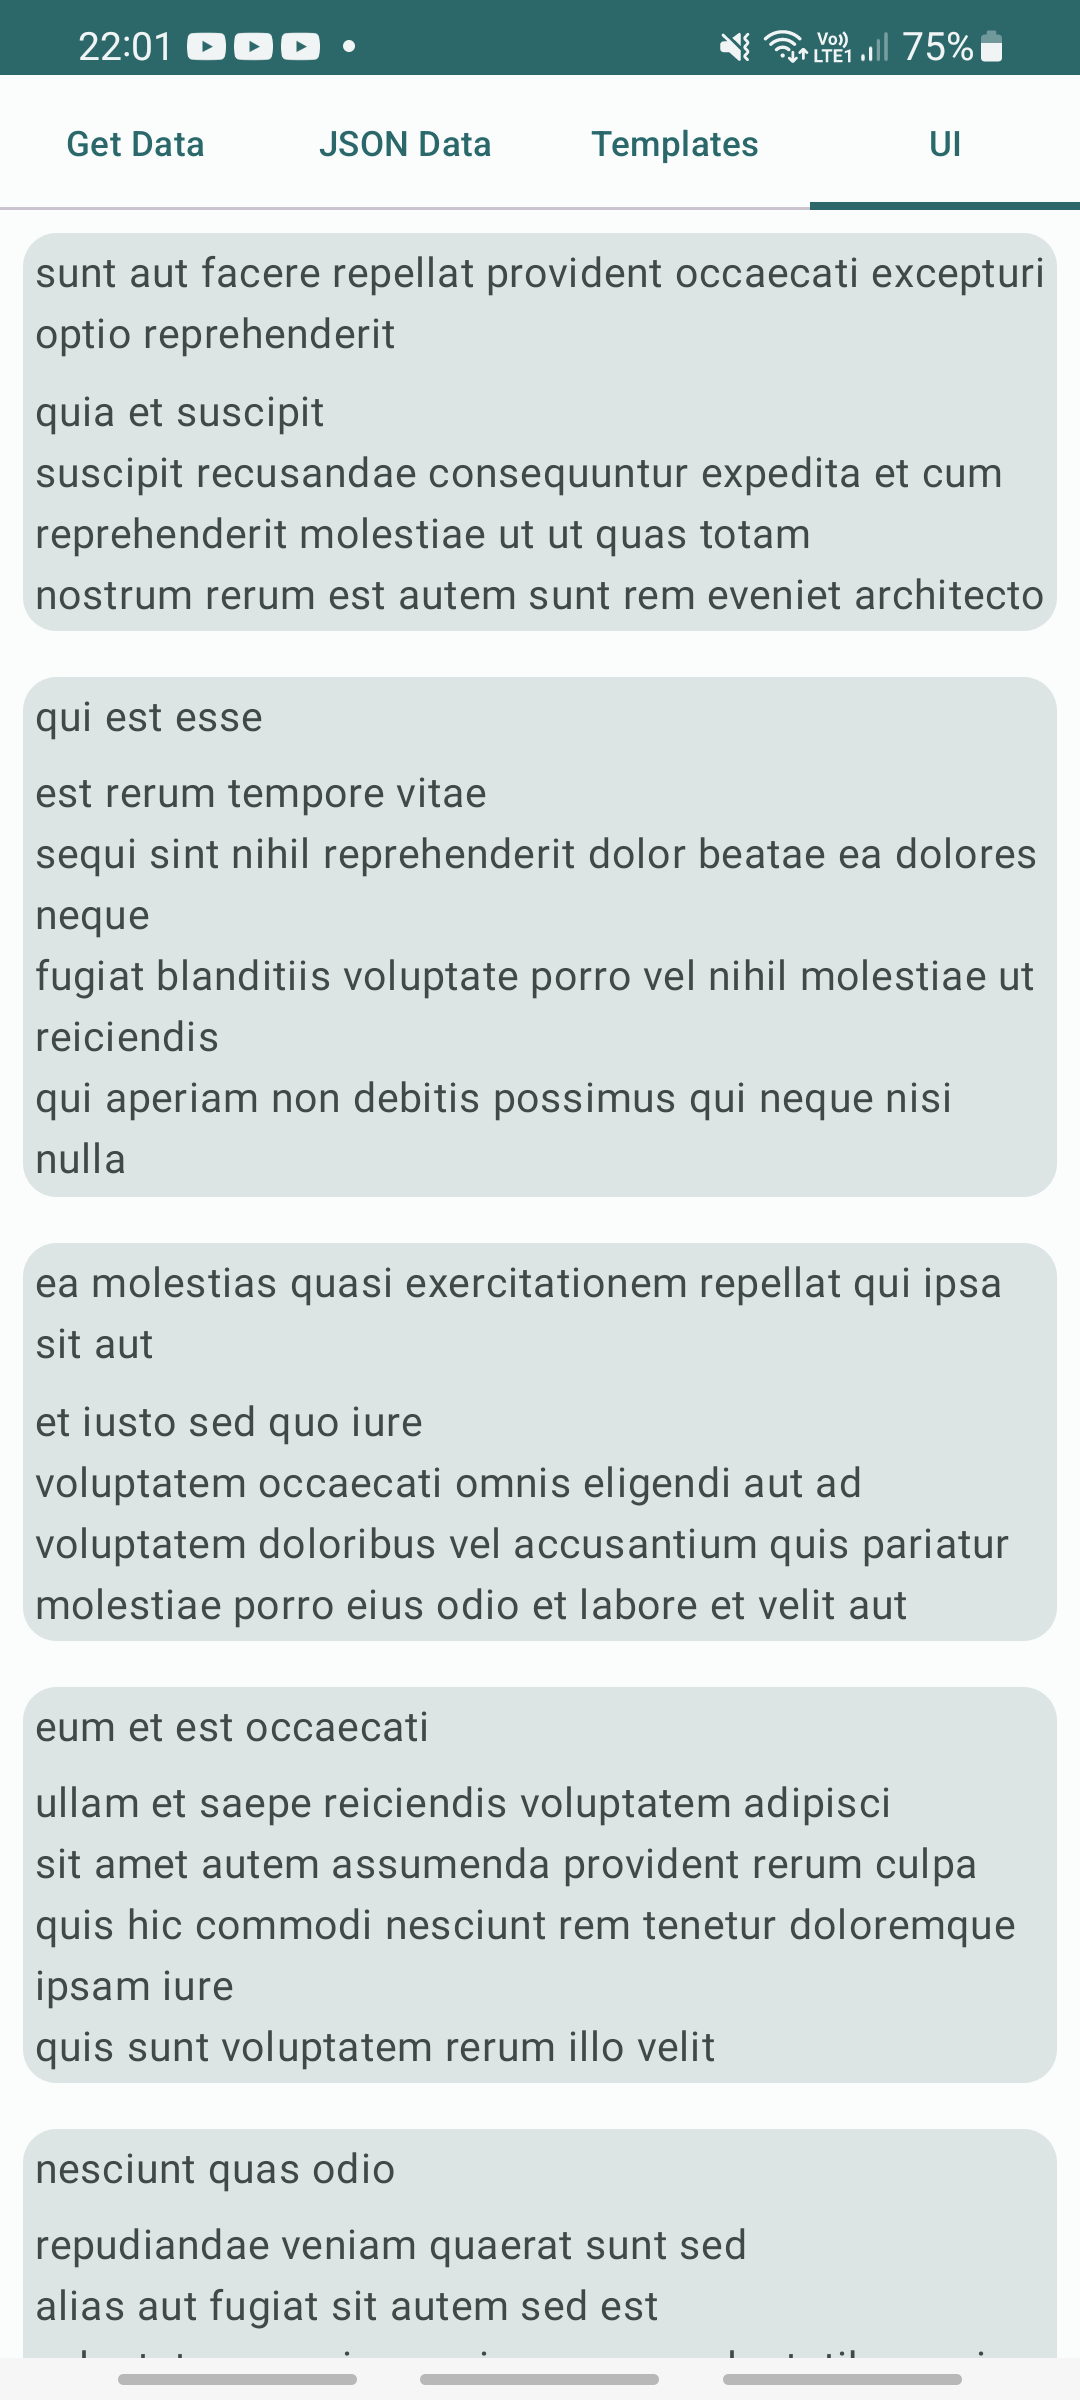 22:01
Vo)) LTE1
75%
Get Data
JSON Data
Templates
UI
sunt aut facere repellat provident occaecati excepturi
optio reprehenderit
quia et suscipit
suscipit recusandae consequuntur expedita et cum
reprehenderit molestiae ut ut quas totam
nostrum rerum est autem sunt rem eveniet architecto
qui est esse
est rerum tempore vitae
sequi sint nihil reprehenderit dolor beatae ea dolores
neque
fugiat blanditiis voluptate porro vel nihil molestiae ut
reiciendis
qui aperiam non debitis possimus qui neque nisi
nulla
ea molestias quasi exercitationem repellat qui ipsa
sit aut
et iusto sed quo iure
voluptatem occaecati omnis eligendi aut ad
voluptatem doloribus vel accusantium quis pariatur
molestiae porro eius odio et labore et velit aut
eum et est occaecati
ullam et saepe reiciendis voluptatem adipisci
sit amet autem assumenda provident rerum culpa
quis hic commodi nesciunt rem tenetur doloremque
ipsam iure
quis sunt voluptatem rerum illo velit
nesciunt quas odio
repudiandae veniam quaerat sunt sed
alias aut fugiat sit autem sed est